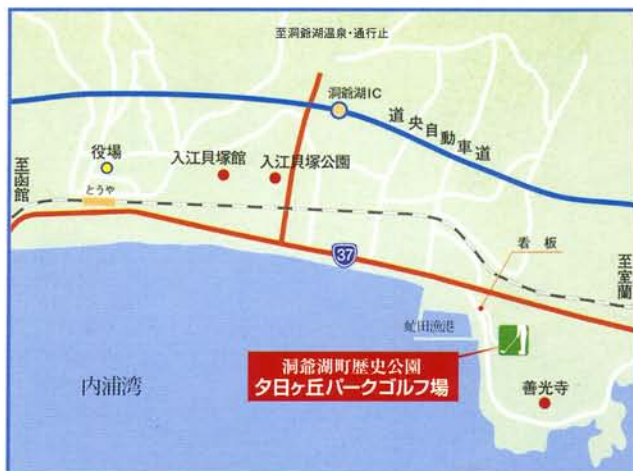 至洞爺湖温泉・通行止
洞爺湖IC
道央自動車道
役場
入江貝塚館
入江貝塚公園
至函館
とうや
看板
37
至室蘭
虻田漁港
洞爺湖町歴史公園
夕日ヶ丘パークゴルフ場
内浦湾
善光寺